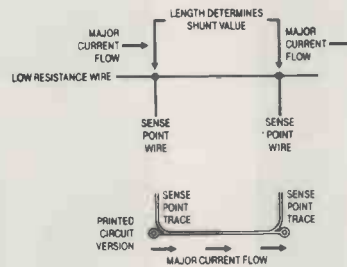 LENGTH DETERMINES
SHUNT VALUE
MAJOR
CURRENT
FLOW
MAJOR
CURRENT
FLOW
LOW RESISTANCE WIRE
SENSE
POINT
WIRE
SENSE
POINT
WIRE
SENSE
POINT
TRACE
SENSE
POINT
TRACE
PRINTED
CIRCUIT
VERSION
MAJOR CURRENT FLOW